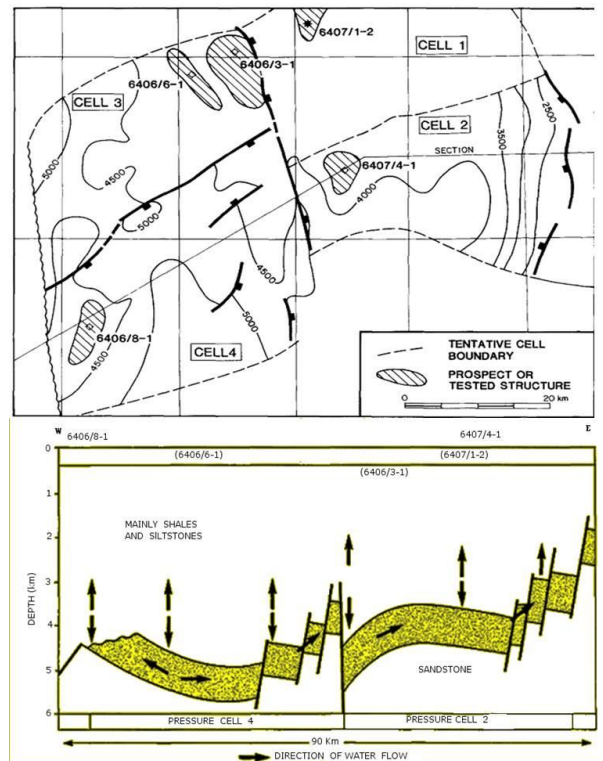 6407/1-2
CELL 1
6406/3-1
6406/6-1
CELL 3
CELL 2
2500
3500
SECTION
6407/4-1
5000
4500
4000
5000
4500
5000
6406/8-1
4500
CELL4
TENTATIVE CELL
BOUNDARY
PROSPECT OR
TESTED STRUCTURE
0 20 km
W E
6406/8-1 6407/4-1
0
(6406/6-1) (6407/1-2)
(6406/3-1)
1
MAINLY SHALES
AND SILTSTONES
2
3
DEPTH (km)
4
5
SANDSTONE
6
PRESSURE CELL 4 PRESSURE CELL 2
90 Km
DIRECTION OF WATER FLOW